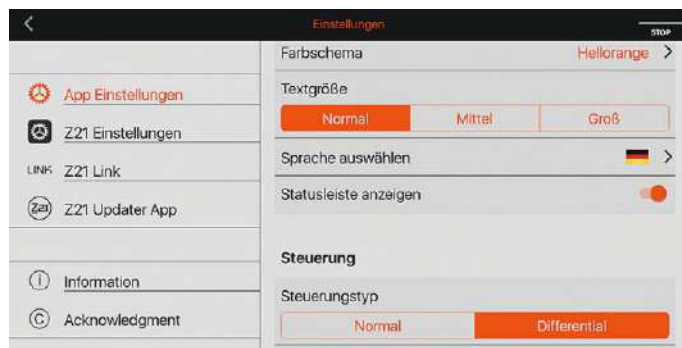 Einstellungen
STOP
Farbschema
Hellorange
App Einstellungen
Textgröße
Normal
Mittel
Groß
Z21 Einstellungen
Sprache auswählen
LINK
Z21 Link
Statusleiste anzeigen
Z21
Z21 Updater App
Steuerung
Information
Steuerungstyp
Acknowledgment
Normal
Differential